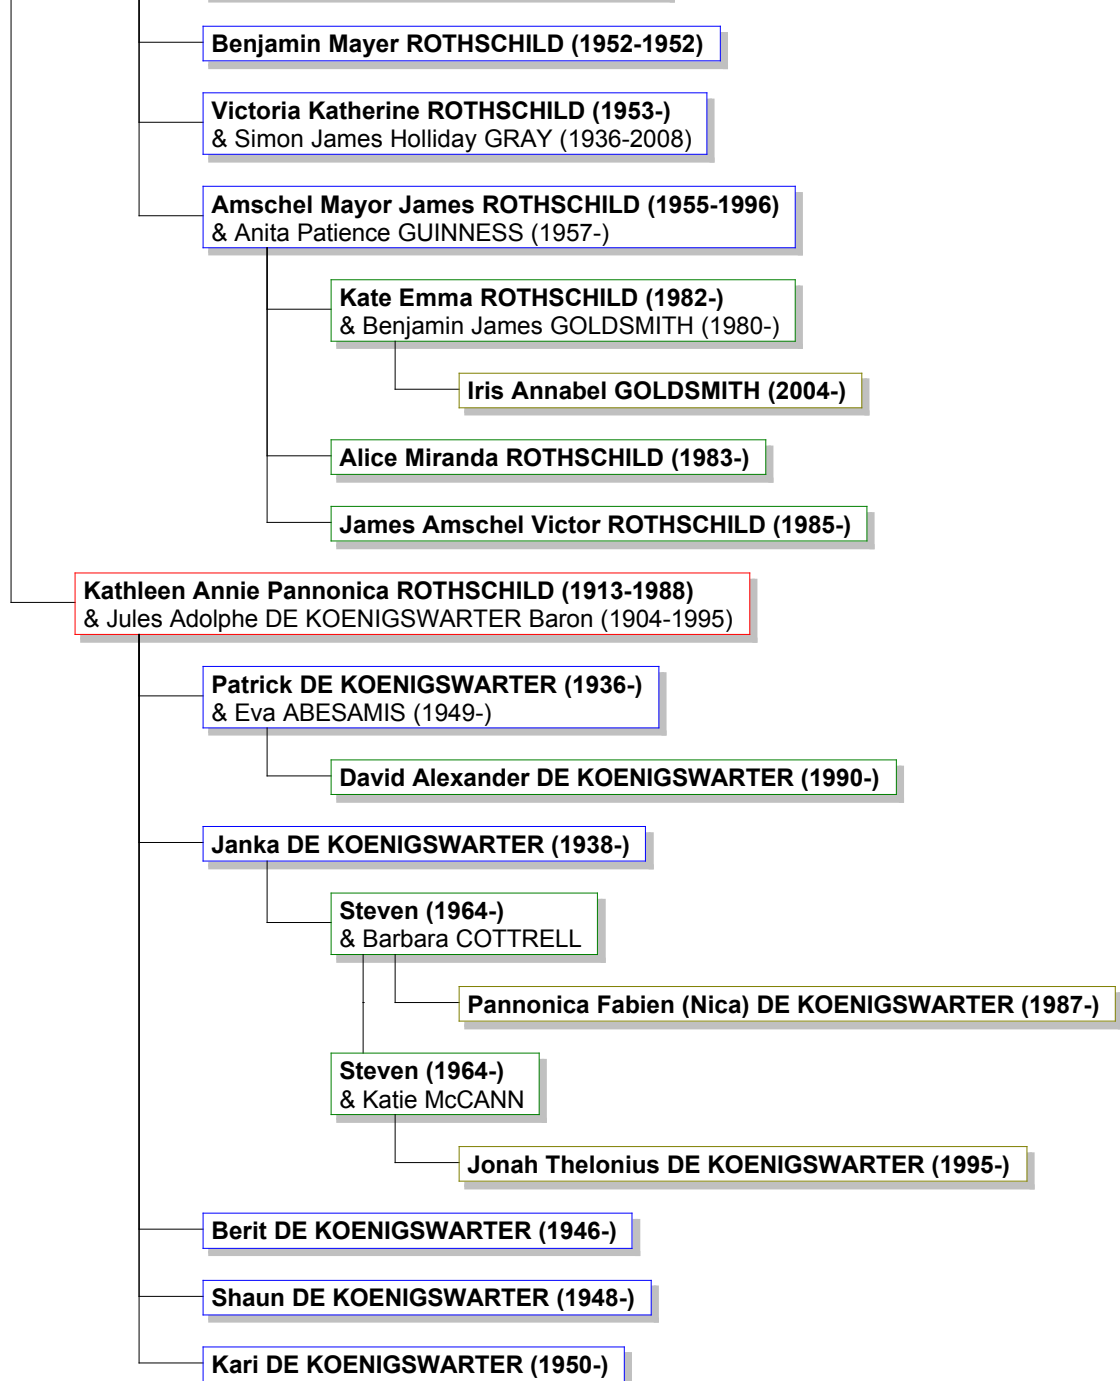 Benjamin Mayer ROTHSCHILD (1952-1952)
Victoria Katherine ROTHSCHILD (1953-)
& Simon James Holliday GRAY (1936-2008)
Amschel Mayor James ROTHSCHILD (1955-1996)
& Anita Patience GUINNESS (1957-)
Kate Emma ROTHSCHILD (1982-)
& Benjamin James GOLDSMITH (1980-)
Iris Annabel GOLDSMITH (2004-)
Alice Miranda ROTHSCHILD (1983-)
James Amschel Victor ROTHSCHILD (1985-)
Kathleen Annie Pannonica ROTHSCHILD (1913-1988)
& Jules Adolphe DE KOENIGSWARTER Baron (1904-1995)
Patrick DE KOENIGSWARTER (1936-)
& Eva ABESAMIS (1949-)
David Alexander DE KOENIGSWARTER (1990-)
Janka DE KOENIGSWARTER (1938-)
Steven (1964-)
& Barbara COTTRELL
Pannonica Fabien (Nica) DE KOENIGSWARTER (1987-)
Steven (1964-)
& Katie McCANN
Jonah Thelonius DE KOENIGSWARTER (1995-)
Berit DE KOENIGSWARTER (1946-)
Shaun DE KOENIGSWARTER (1948-)
Kari DE KOENIGSWARTER (1950-)